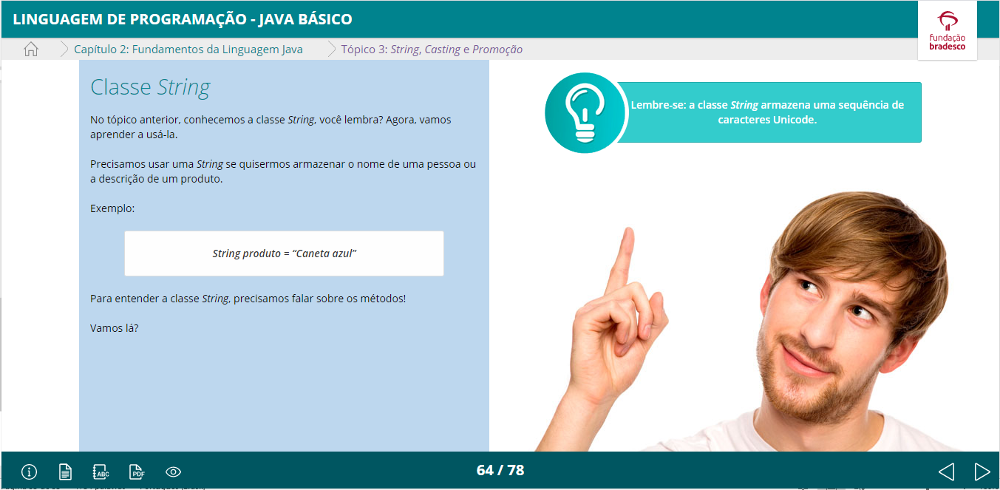 LINGUAGEM DE PROGRAMAÇÃO - JAVA BÁSICO
fundação
bradesco
Capítulo 2: Fundamentos da Linguagem Java
Tópico 3: String, Casting e Promoção
Classe String
No tópico anterior, conhecemos a classe String, você lembra? Agora, vamos
aprender a usá-la.
Precisamos usar uma String se quisermos armazenar o nome de uma pessoa ou
a descrição de um produto.
Exemplo:
String produto = “Caneta azul”
Para entender a classe String, precisamos falar sobre os métodos!
Vamos lá?
Lembre-se: a classe String armazena uma sequência de
caracteres Unicode.
ABC
PDF
64 / 78